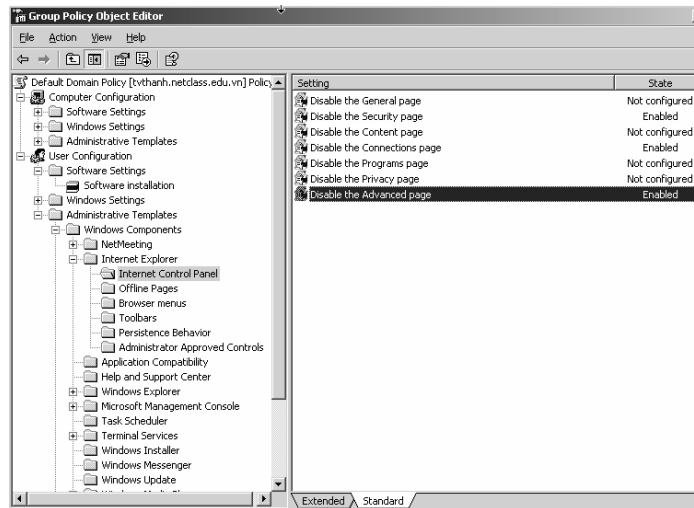 Group Policy Object Editor
File Action View Help
Default Domain Policy [tvthanh.netclass.edu.vn] Policy
Computer Configuration
Software Settings
Windows Settings
Administrative Templates
User Configuration
Software Settings
Software installation
Windows Settings
Administrative Templates
Windows Components
NetMeeting
Internet Explorer
Internet Control Panel
Offline Pages
Browser menus
Toolbars
Persistence Behavior
Administrator Approved Controls
Application Compatibility
Help and Support Center
Windows Explorer
Microsoft Management Console
Task Scheduler
Terminal Services
Windows Installer
Windows Messenger
Windows Update
Setting State
Disable the General page Not configured
Disable the Security page Enabled
Disable the Content page Not configured
Disable the Connections page Enabled
Disable the Programs page Not configured
Disable the Privacy page Not configured
Disable the Advanced page Enabled
Extended Standard